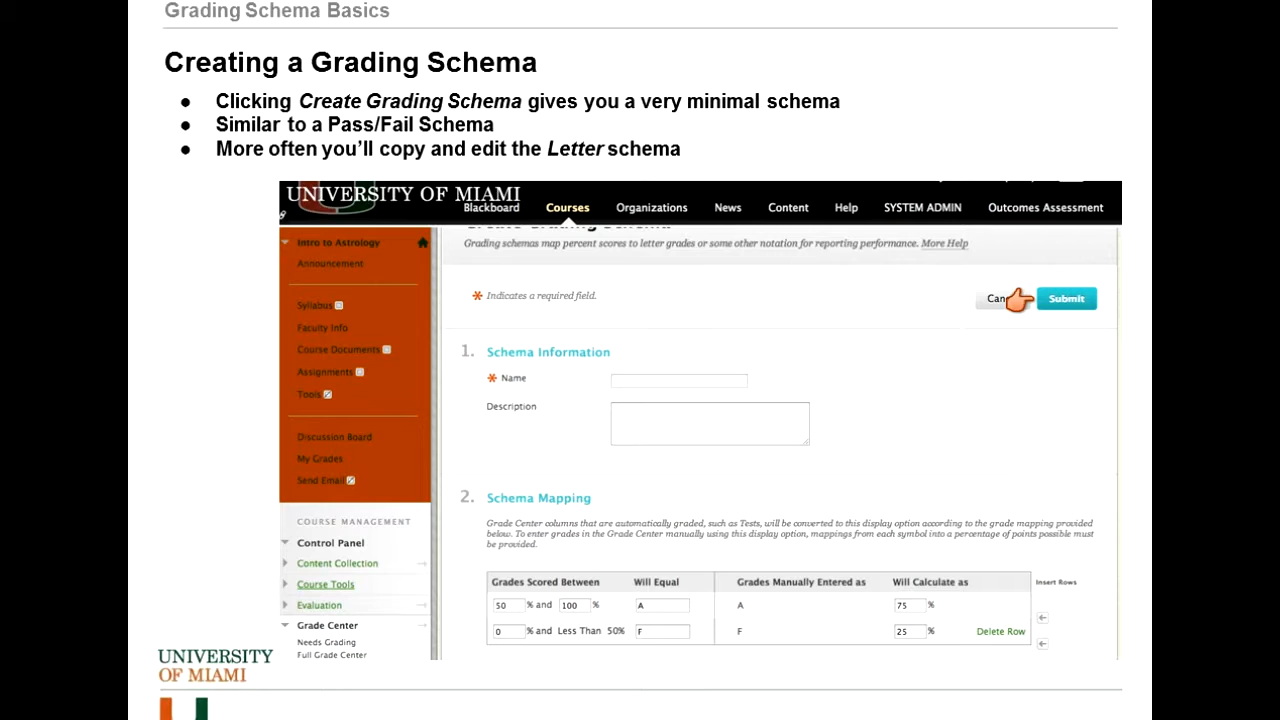 Grading Schema Basics
Creating a Grading Schema
● Clicking Create Grading Schema gives you a very minimal schema
● Similar to a Pass/Fail Schema
● More often you'll copy and edit the Letter schema
UNIVERSITY OF MIAMI
Blackboard Courses Organizations News Content Help SYSTEM ADMIN Outcomes Assessment
Intro to Astrology
Announcement
Syllabus
Faculty Info
Course Documents
Assignments
Tools
Discussion Board
My Grades
Send Email
COURSE MANAGEMENT
Control Panel
Content Collection
Course Tools
Evaluation
Grade Center
Needs Grading
Full Grade Center
Create Grading Schema
Grading schemas map percent scores to letter grades or some other notation for reporting performance. More Help
Indicates a required field.
Submit
1. Schema Information
Name
Description
2. Schema Mapping
Grade Center columns that are automatically graded, such as Tests, will be converted to this display option according to the grade mapping provided
below. To enter grades in the Grade Center manually using this display option, mappings from each symbol into a percentage of points possible must
be provided.
Grades Scored Between Will Equal Grades Manually Entered as Will Calculate as Insert Rows
50 % and 100 % A A 75 %
0 % and Less Than 50% F F 25 % Delete Row
UNIVERSITY
OF MIAMI